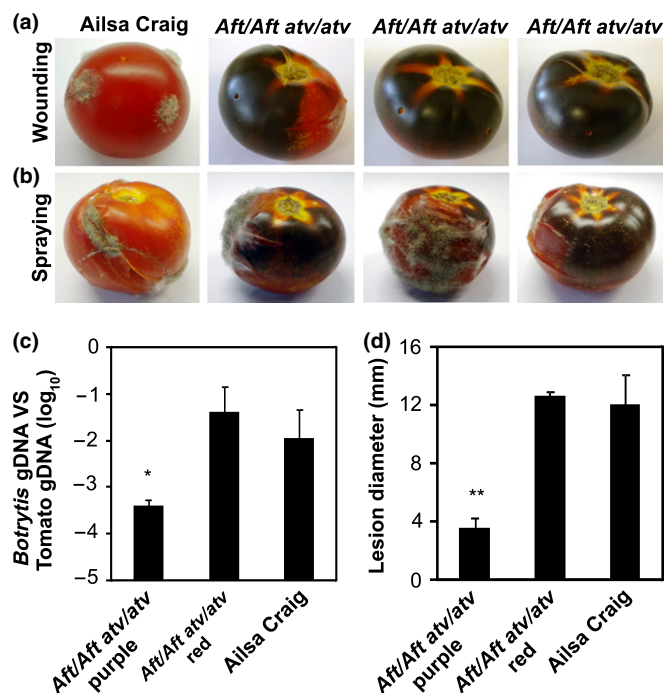 (a)
Ailsa Craig
Aft/Aft atv/atv
Aft/Aft atv/atv
Aft/Aft atv/atv
Wounding
(b)
Spraying
(c)
0
−1
−2
−3
−4
−5
Botrytis gDNA VS
Tomato gDNA (log10)
*
Aft/Aft atv/atv
purple
Aft/Aft atv/atv
red
Ailsa Craig
(d)
16
12
8
4
0
Lesion diameter (mm)
**
Aft/Aft atv/atv
purple
Aft/Aft atv/atv
red
Ailsa Craig